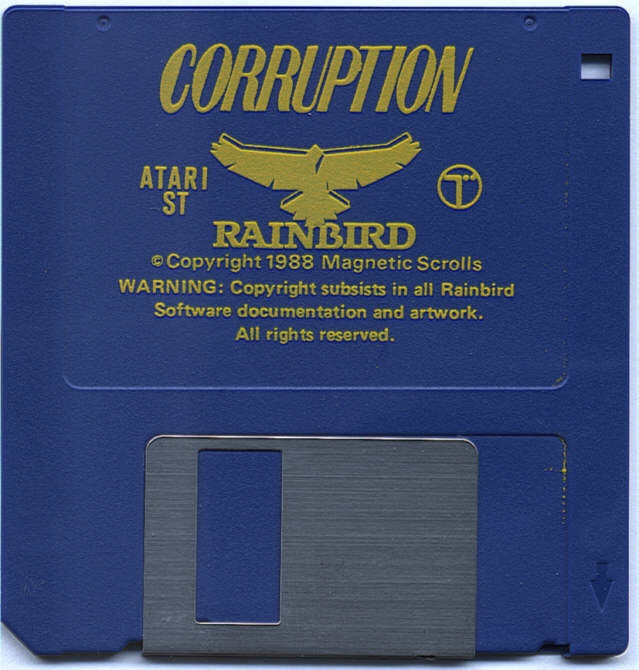 CORRUPTION
ATARI
ST
RAINBIRD
© Copyright 1988 Magnetic Scrolls
WARNING: Copyright subsists in all Rainbird
Software documentation and artwork.
All rights reserved.